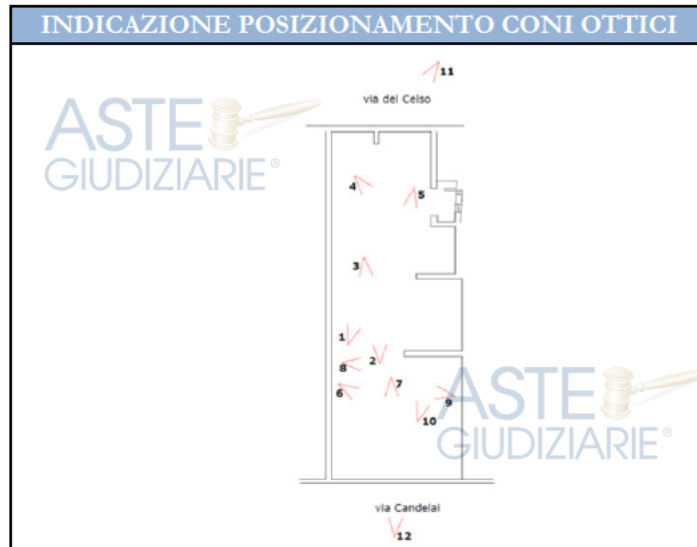 INDICAZIONE POSIZIONAMENTO CONI OTTICI
11
via del Celso
ASTE
GIUDIZIARIE®
4
5
3
1
2
8
6
7
9
10
ASTE
GIUDIZIARIE®
via Candelai
12